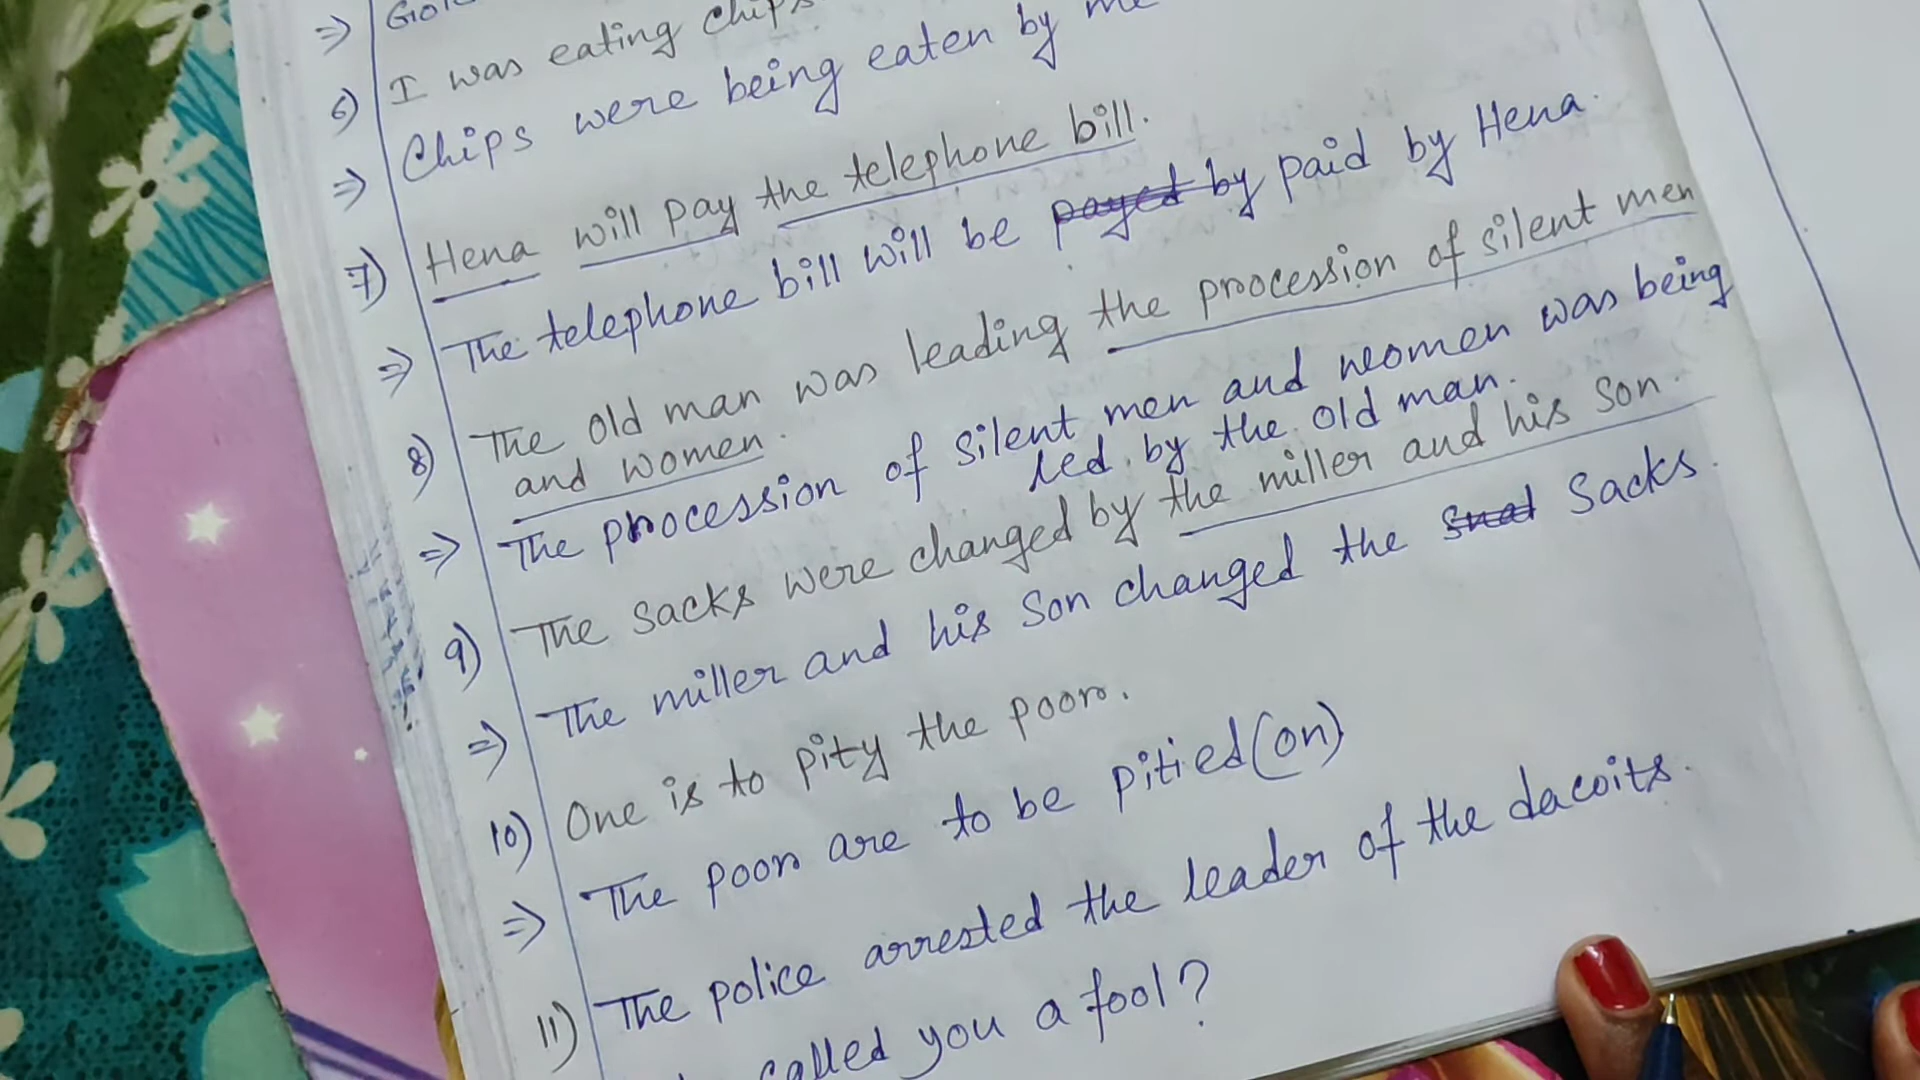 ⇒
6) I was eating chips
⇒ Chips were being eaten by me
7) Hena will pay the telephone bill.
⇒ The telephone bill will be payed by paid by Hena.
8) The old man was leading the procession of silent men
and women.
⇒ The procession of silent men and women was being
led by the old man.
9) The sacks were changed by the miller and his son.
⇒ The miller and his son changed the Sacks.
10) One is to pity the poor.
⇒ The poor are to be pitied (on)
11) The police arrested the leader of the dacoits.
called you a fool?